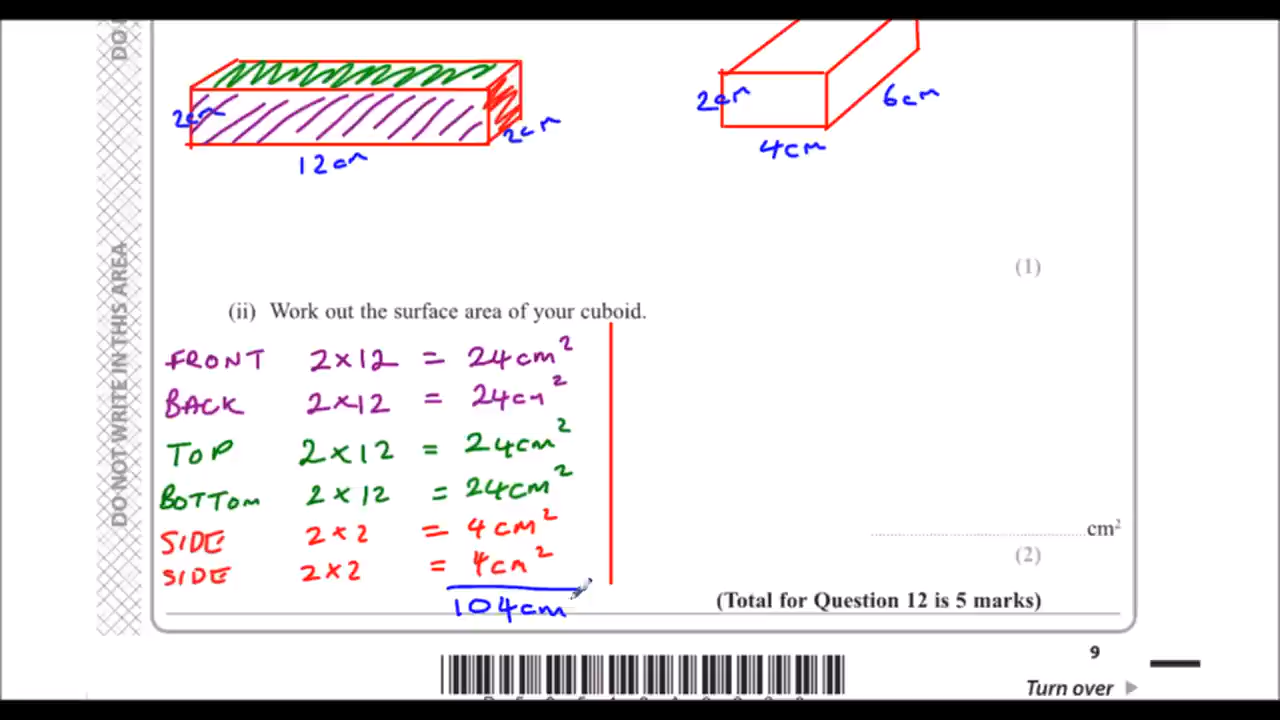 DO
2cm
12cm
2cm
2cm
4cm
6cm
(1)
(ii) Work out the surface area of your cuboid.
FRONT 2×12 = 24cm²
BACK 2×12 = 24cm²
TOP 2×12 = 24cm²
BOTTOM 2×12 = 24cm²
SIDE 2×2 = 4cm²
SIDE 2×2 = 4cm²
104cm
cm²
(2)
(Total for Question 12 is 5 marks)
DO NOT WRITE IN THIS AREA
9
Turn over